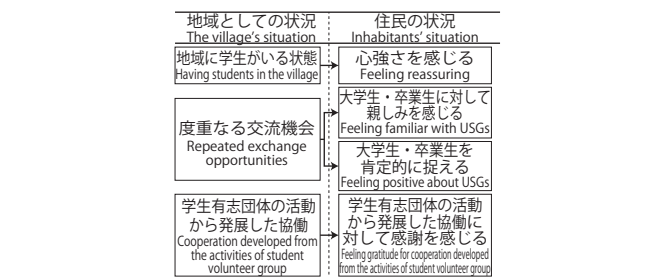 地域としての状況
The village's situation
住民の状況
Inhabitants' situation
地域に学生がいる状態
Having students in the village
心強さを感じる
Feeling reassuring
度重なる交流機会
Repeated exchange
opportunities
大学生・卒業生に対して
親しみを感じる
Feeling familiar with USGs
大学生・卒業生を
肯定的に捉える
Feeling positive about USGs
学生有志団体の活動
から発展した協働
Cooperation developed from
the activities of student
volunteer group
学生有志団体の活動
から発展した協働に
対して感謝を感じる
Feeling gratitude for cooperation developed
from the activities of student volunteer group